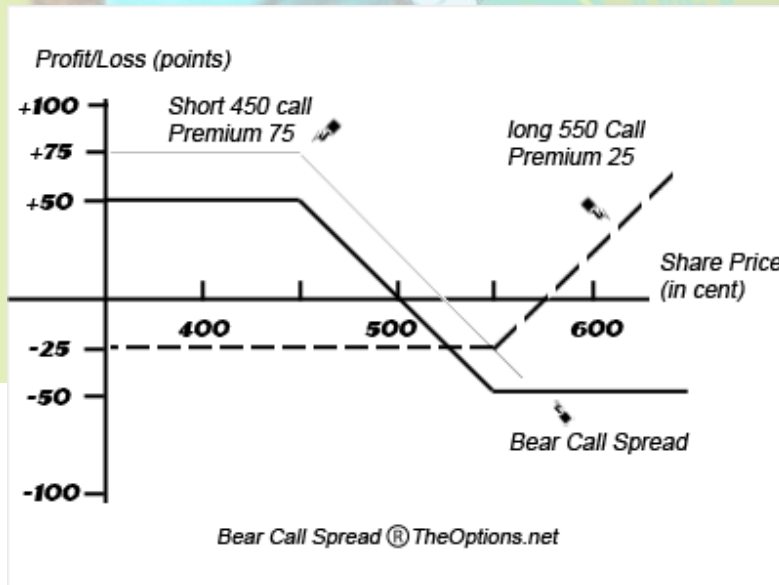 Profit/Loss (points)
+100
Short 450 call
Premium 75
+75
long 550 Call
Premium 25
+50
Share Price
(in cent)
400
500
600
-25
-50
Bear Call Spread
-100
Bear Call Spread ® TheOptions.net